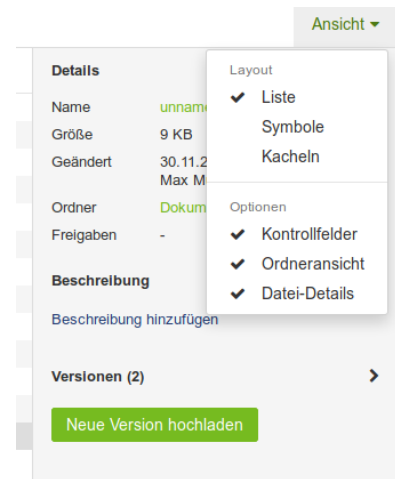 Ansicht
Details
Name unname
Größe 9 KB
Geändert 30.11.2
Max M
Ordner Dokum
Freigaben -
Beschreibung
Beschreibung hinzufügen
Versionen (2)
Neue Version hochladen
Layout
Liste
Symbole
Kacheln
Optionen
Kontrollfelder
Ordneransicht
Datei-Details